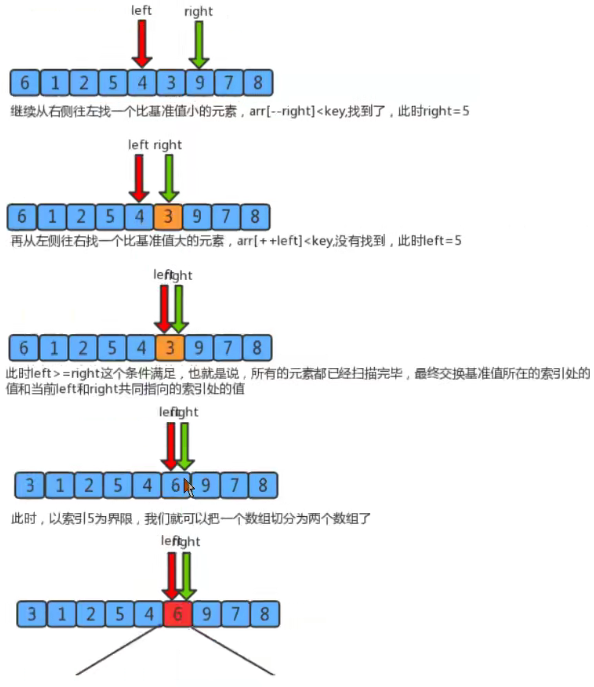 left right
6 1 2 5 4 3 9 7 8
继续从右侧往左找一个比基准值小的元素，arr[--right]<key,找到了，此时right=5
left right
6 1 2 5 4 3 9 7 8
再从左侧往右找一个比基准值大的元素，arr[++left]<key,没有找到，此时left=5
left right
6 1 2 5 4 3 9 7 8
此时left>=right这个条件满足，也就是说，所有的元素都已经扫描完毕，最终交换基准值所在的索引处的
值和当前left和right共同指向的索引处的值
left right
3 1 2 5 4 6 9 7 8
此时，以索引5为界限，我们就可以把一个数组切分为两个数组了
left right
3 1 2 5 4 6 9 7 8